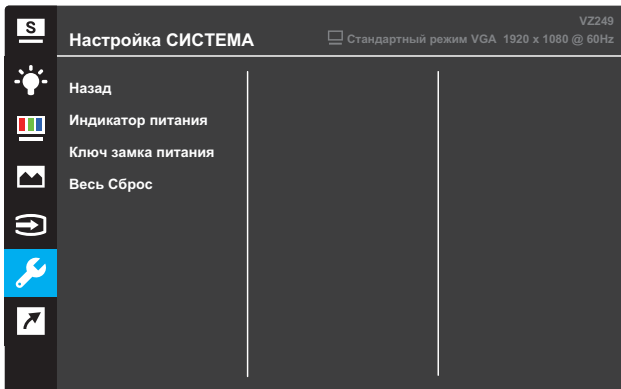 S
VZ249
Настройка СИСТЕМА
Стандартный режим VGA 1920 x 1080 @ 60Hz
Назад
Индикатор питания
Ключ замка питания
Весь Сброс